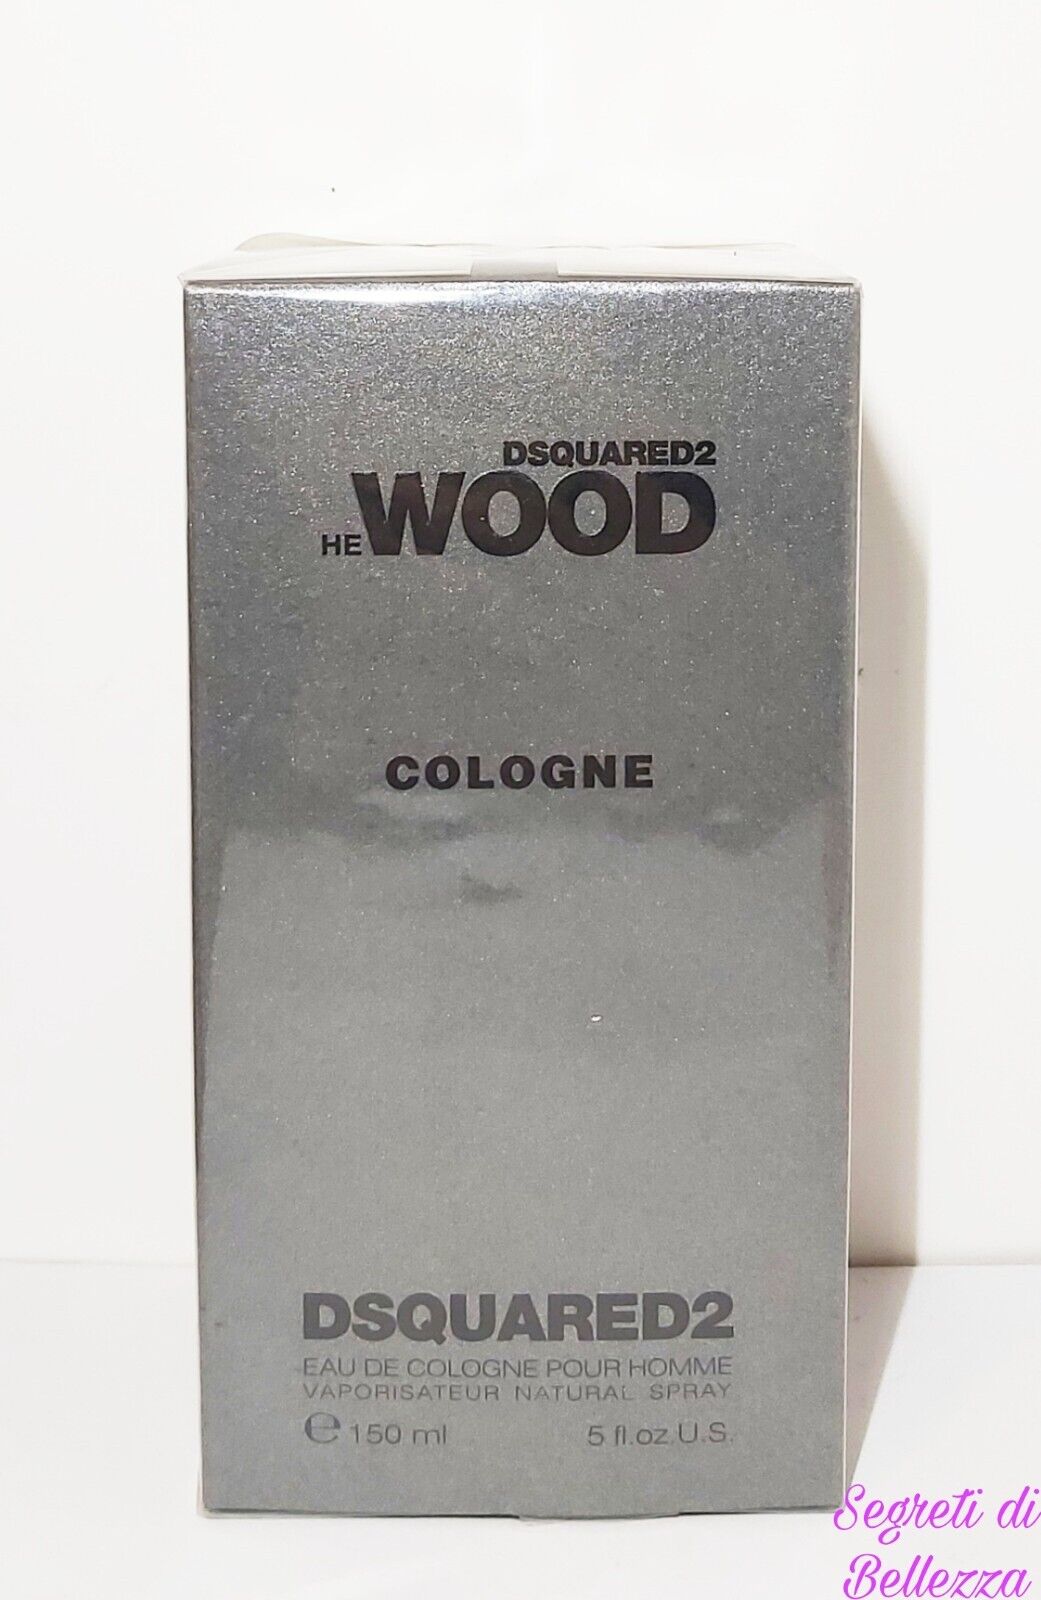 DSQUARED2
HE WOOD
COLOGNE
DSQUARED2
EAU DE COLOGNE POUR HOMME
VAPORISATEUR NATURAL SPRAY
℮ 150 ml 5 fl.oz.U.S.
Segreti di
Bellezza